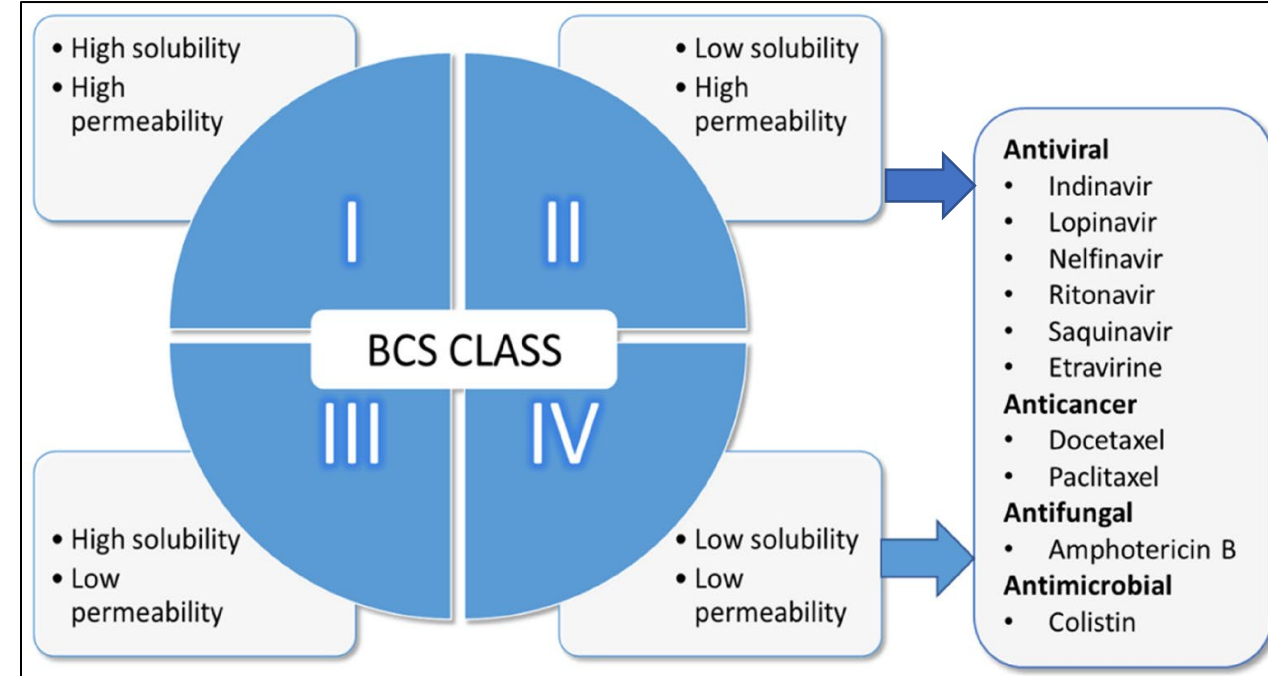 • High solubility
• High
permeability
• Low solubility
• High
permeability
I
II
BCS CLASS
III
IV
• High solubility
• Low
permeability
• Low solubility
• Low
permeability
Antiviral
• Indinavir
• Lopinavir
• Nelfinavir
• Ritonavir
• Saquinavir
• Etravirine
Anticancer
• Docetaxel
• Paclitaxel
Antifungal
• Amphotericin B
Antimicrobial
• Colistin